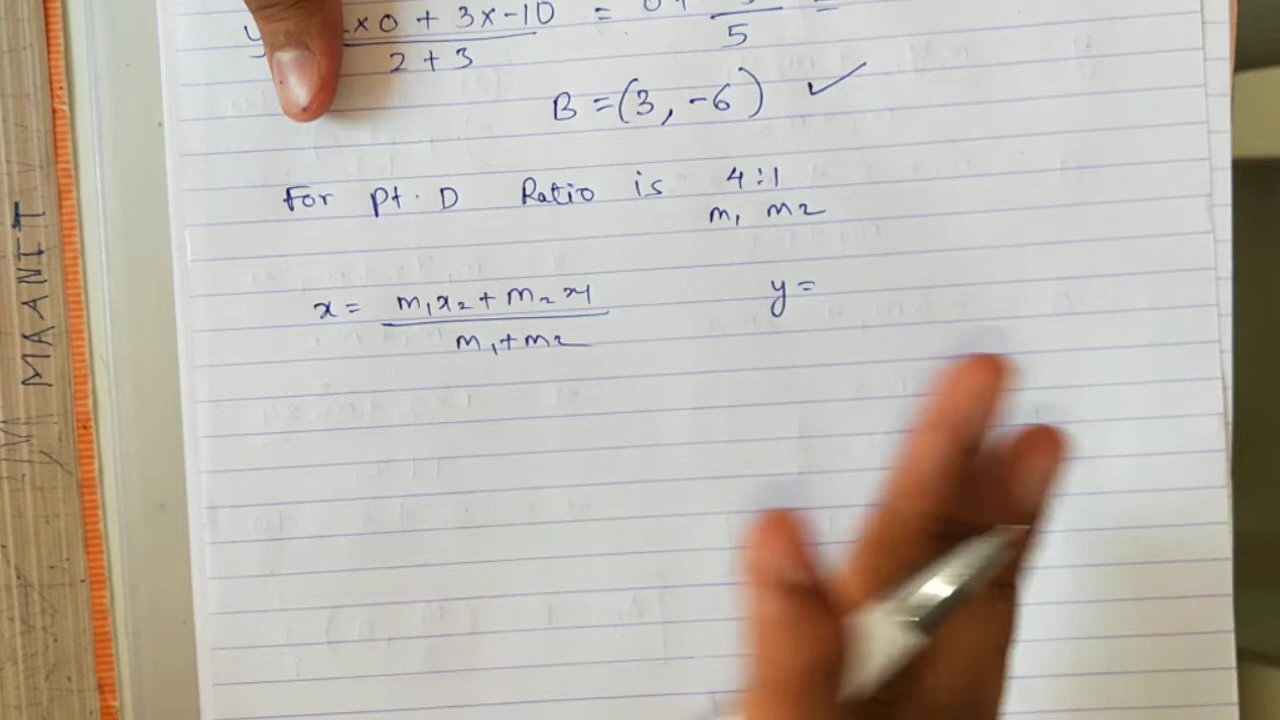 ×0 + 3×-10 =
2 + 3
5
B = (3, -6) ✓
For pt. D Ratio is 4:1
m1 m2
x = m1x2 + m2x1 y =
m1+m2
MAANIT